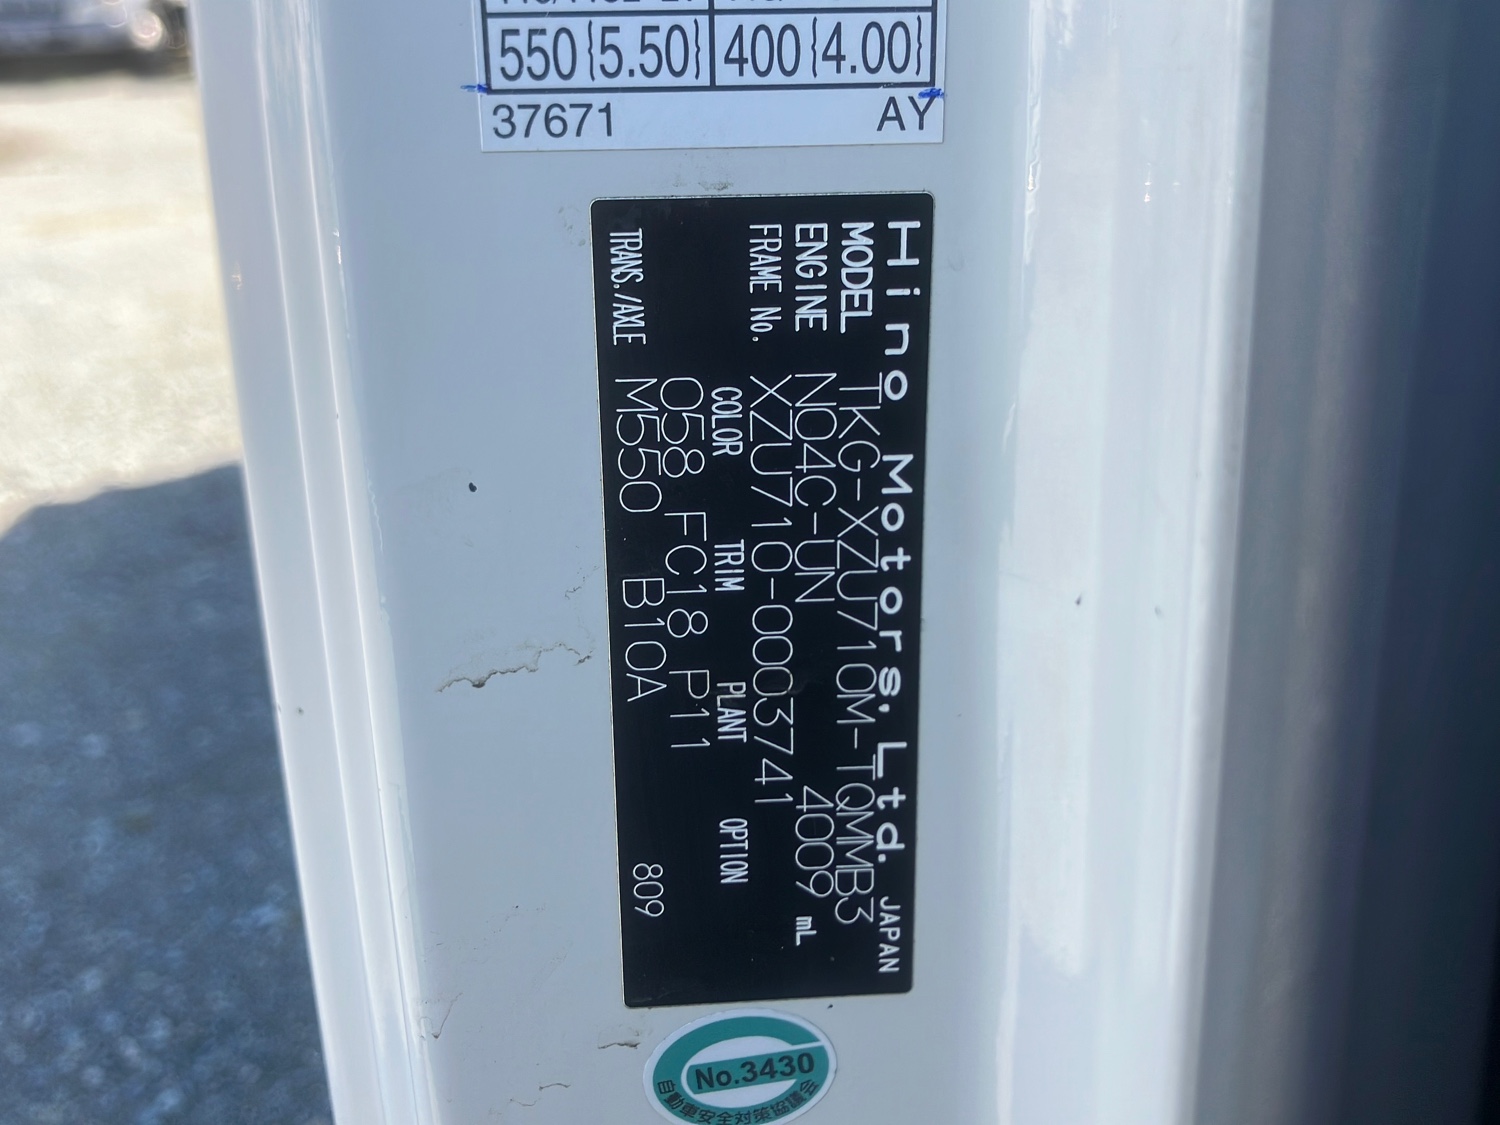 550{5.50} 400{4.00}
37671 AY
Hino Motors, Ltd. JAPAN
MODEL TKG-XZU710M-TQMMB3
ENGINE N04C-UN 4009 mL
FRAME No. XZU710-0003741
COLOR TRIM PLANT OPTION
058 FC18 P11
TRANS./AXLE M550 B10A 809
No.3430
自動車安全対策協議会